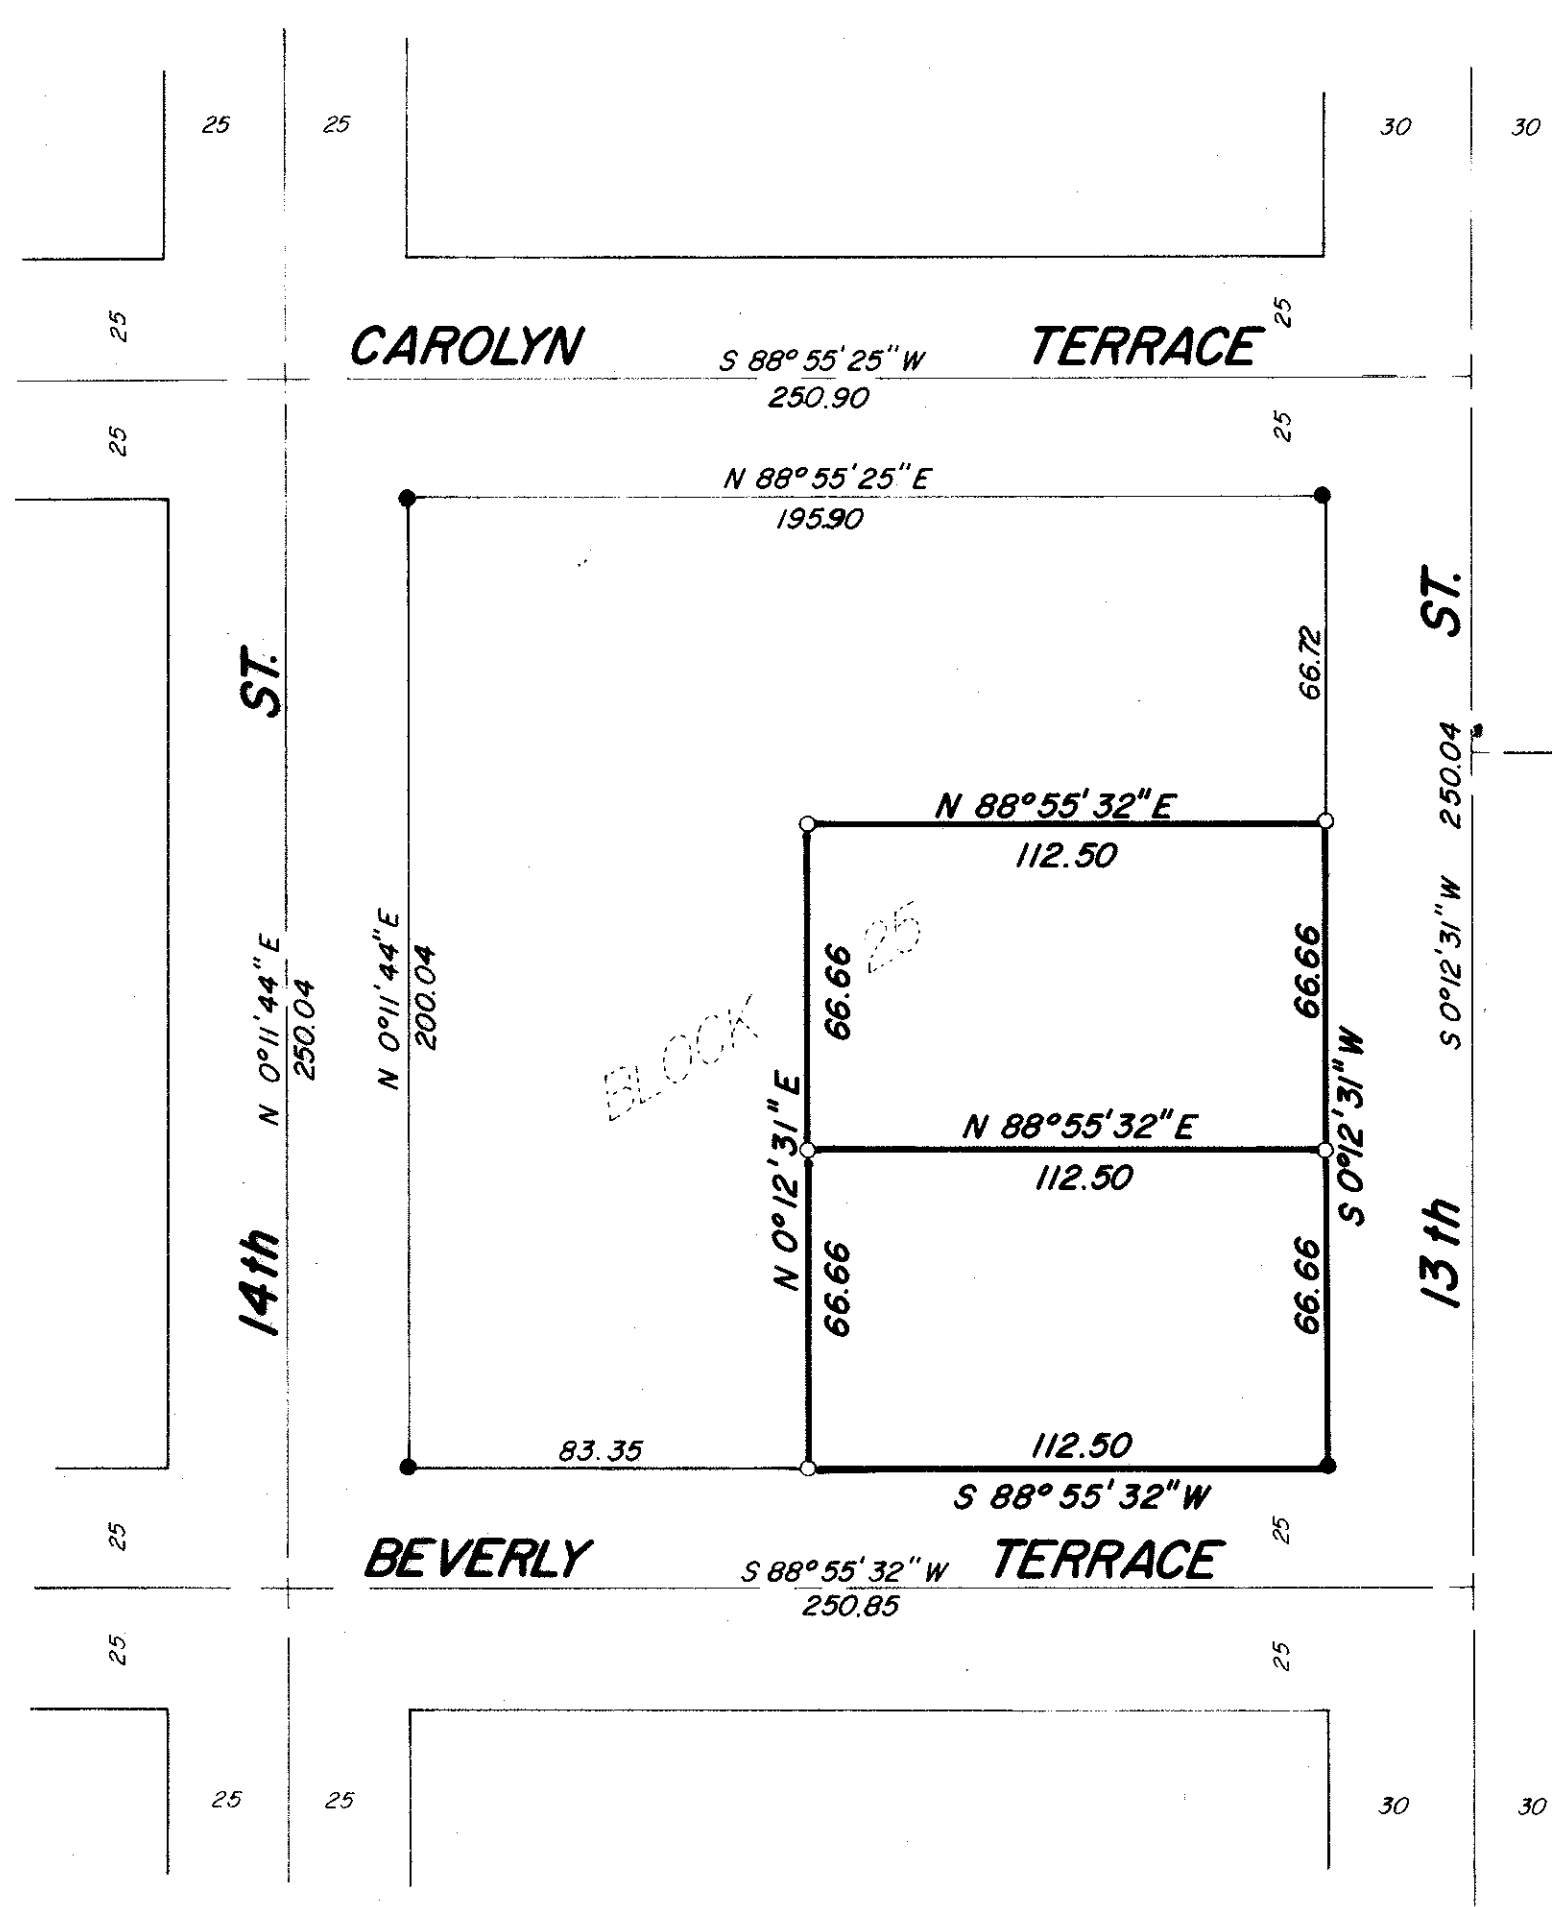 25 25 30 30
25 25
CAROLYN TERRACE
S 88° 55' 25" W
250.90
25 25
N 88° 55' 25" E
195.90
ST.
ST.
66.72
S 0° 12' 31" W 250.04
N 88° 55' 32" E
112.50
66.66
66.66
N 0° 11' 44" E
250.04
N 0° 11' 44" E
200.04
BLOCK 25
N 0° 12' 31" E
S 0° 12' 31" W
N 88° 55' 32" E
112.50
66.66
66.66
14th
13th
83.35
112.50
S 88° 55' 32" W
25 25
BEVERLY TERRACE
S 88° 55' 32" W
250.85
25 25
25 25 30 30